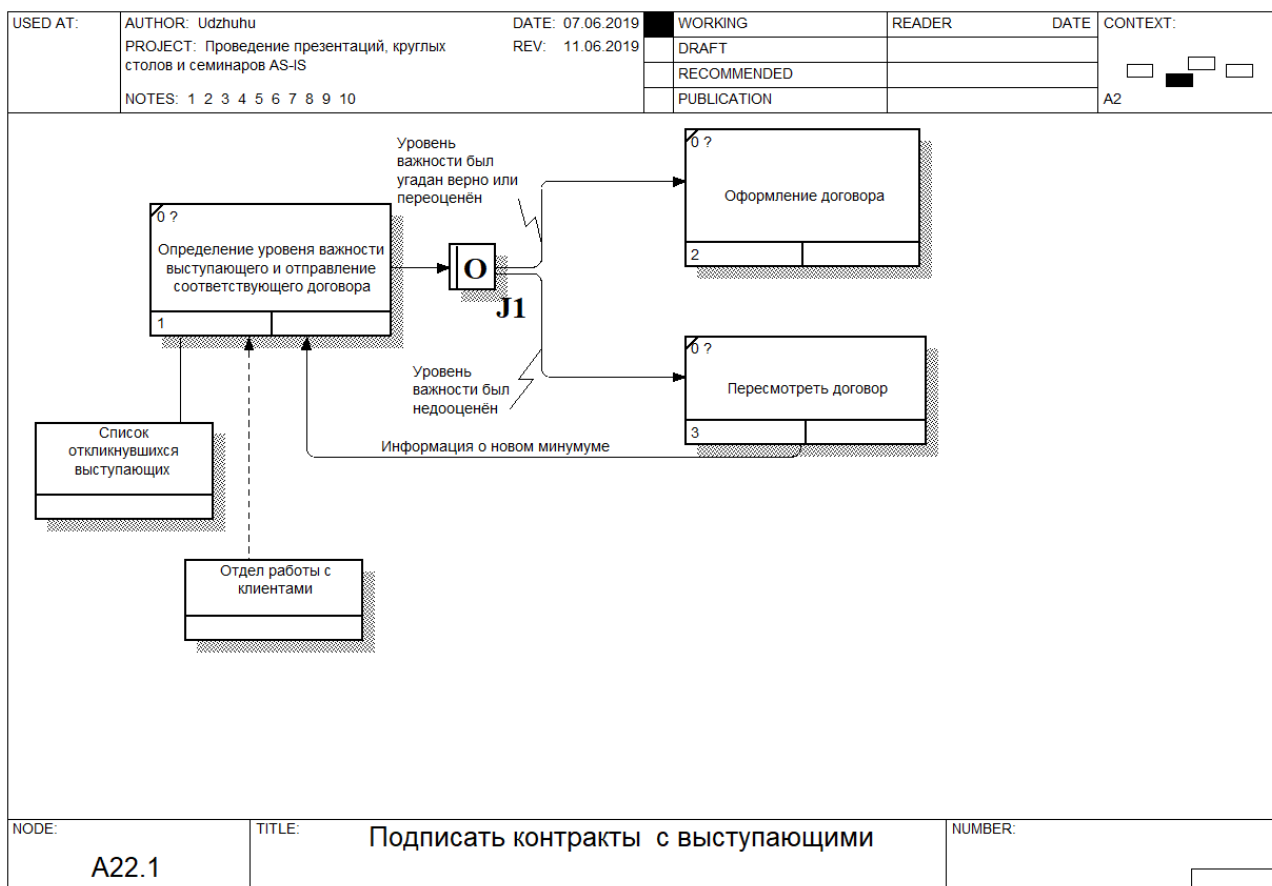 USED AT:
AUTHOR: Udzhuhu
DATE: 07.06.2019
WORKING
READER
DATE
CONTEXT:
PROJECT: Проведение презентаций, круглых
REV: 11.06.2019
DRAFT
столов и семинаров AS-IS
RECOMMENDED
NOTES: 1 2 3 4 5 6 7 8 9 10
PUBLICATION
A2
Уровень
важности был
угадан верно или
переоценён
0 ?
Оформление договора
2
0 ?
Определение уровеня важности
выступающего и отправление
соответствующего договора
1
O
J1
0 ?
Пересмотреть договор
3
Уровень
важности был
недооценён
Информация о новом минумуме
Список
откликнувшихся
выступающих
Отдел работы с
клиентами
NODE:
A22.1
TITLE:
Подписать контракты с выступающими
NUMBER: